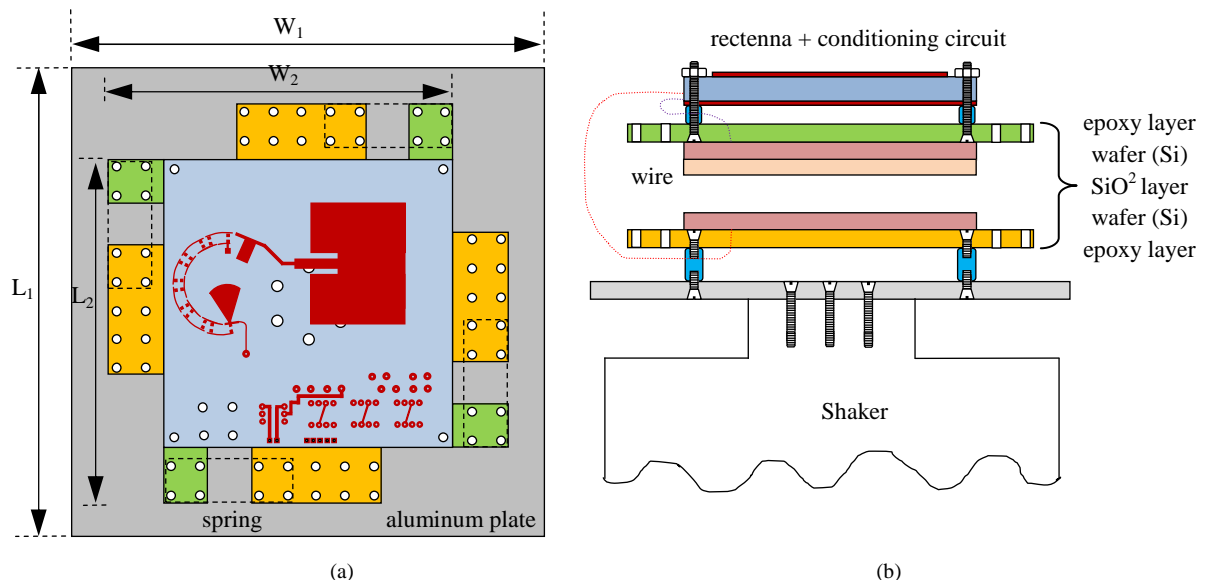 W₁
W₂
L₁
L₂
spring
aluminum plate
(a)
rectenna + conditioning circuit
wire
epoxy layer
wafer (Si)
SiO² layer
wafer (Si)
epoxy layer
Shaker
(b)